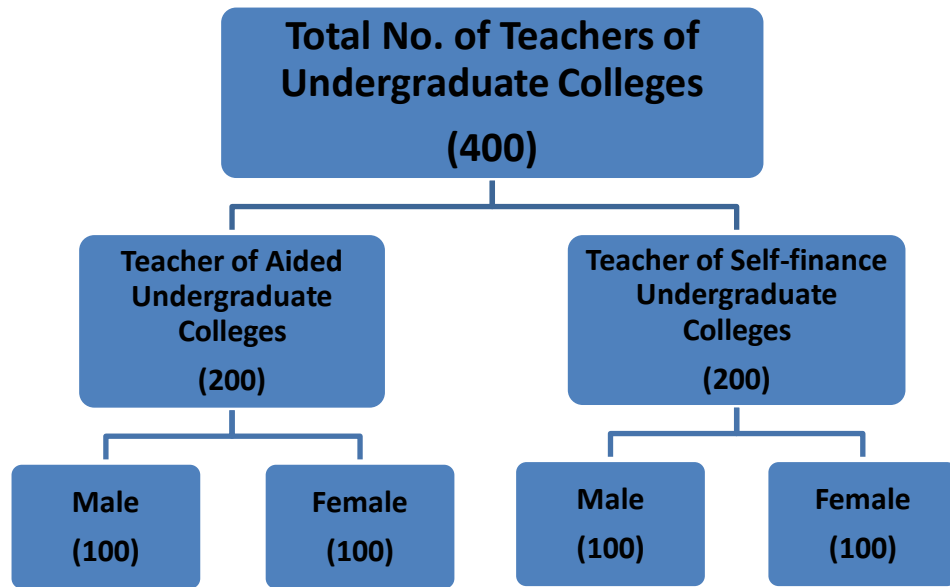 Total No. of Teachers of
Undergraduate Colleges
(400)
Teacher of Aided
Undergraduate
Colleges
(200)
Teacher of Self-finance
Undergraduate
Colleges
(200)
Male
(100)
Female
(100)
Male
(100)
Female
(100)